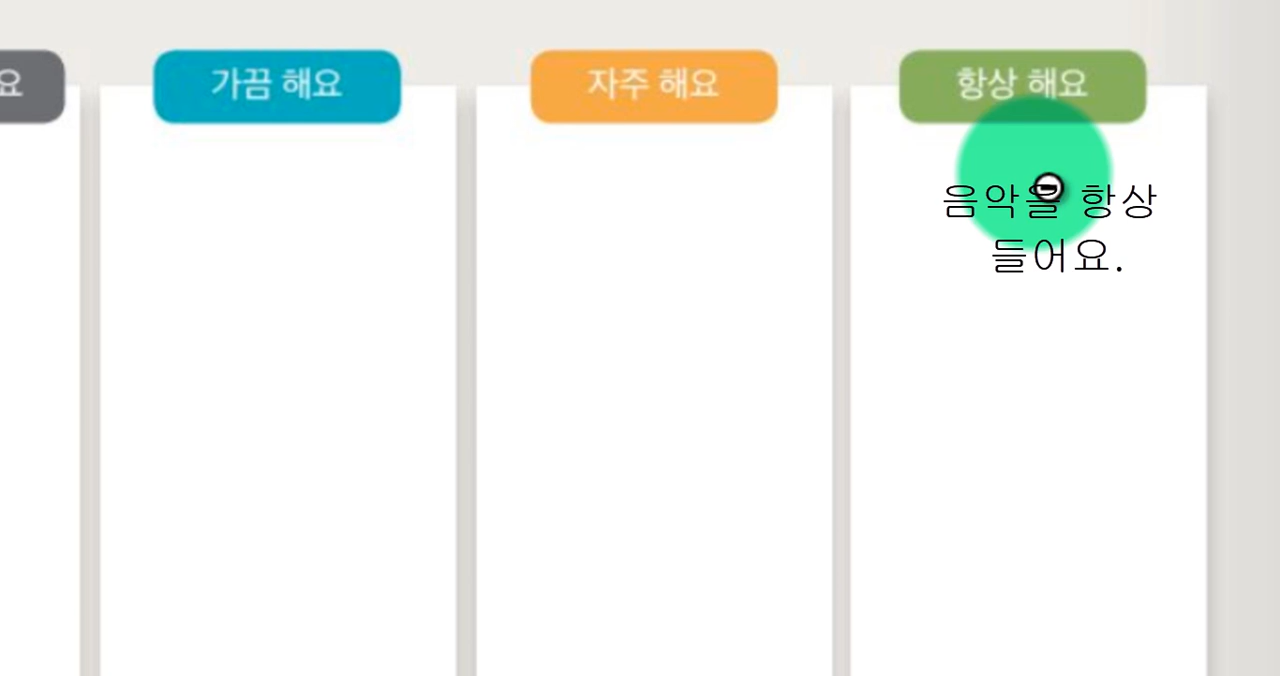 요
가끔 해요
자주 해요
항상 해요
음악을 항상
들어요.